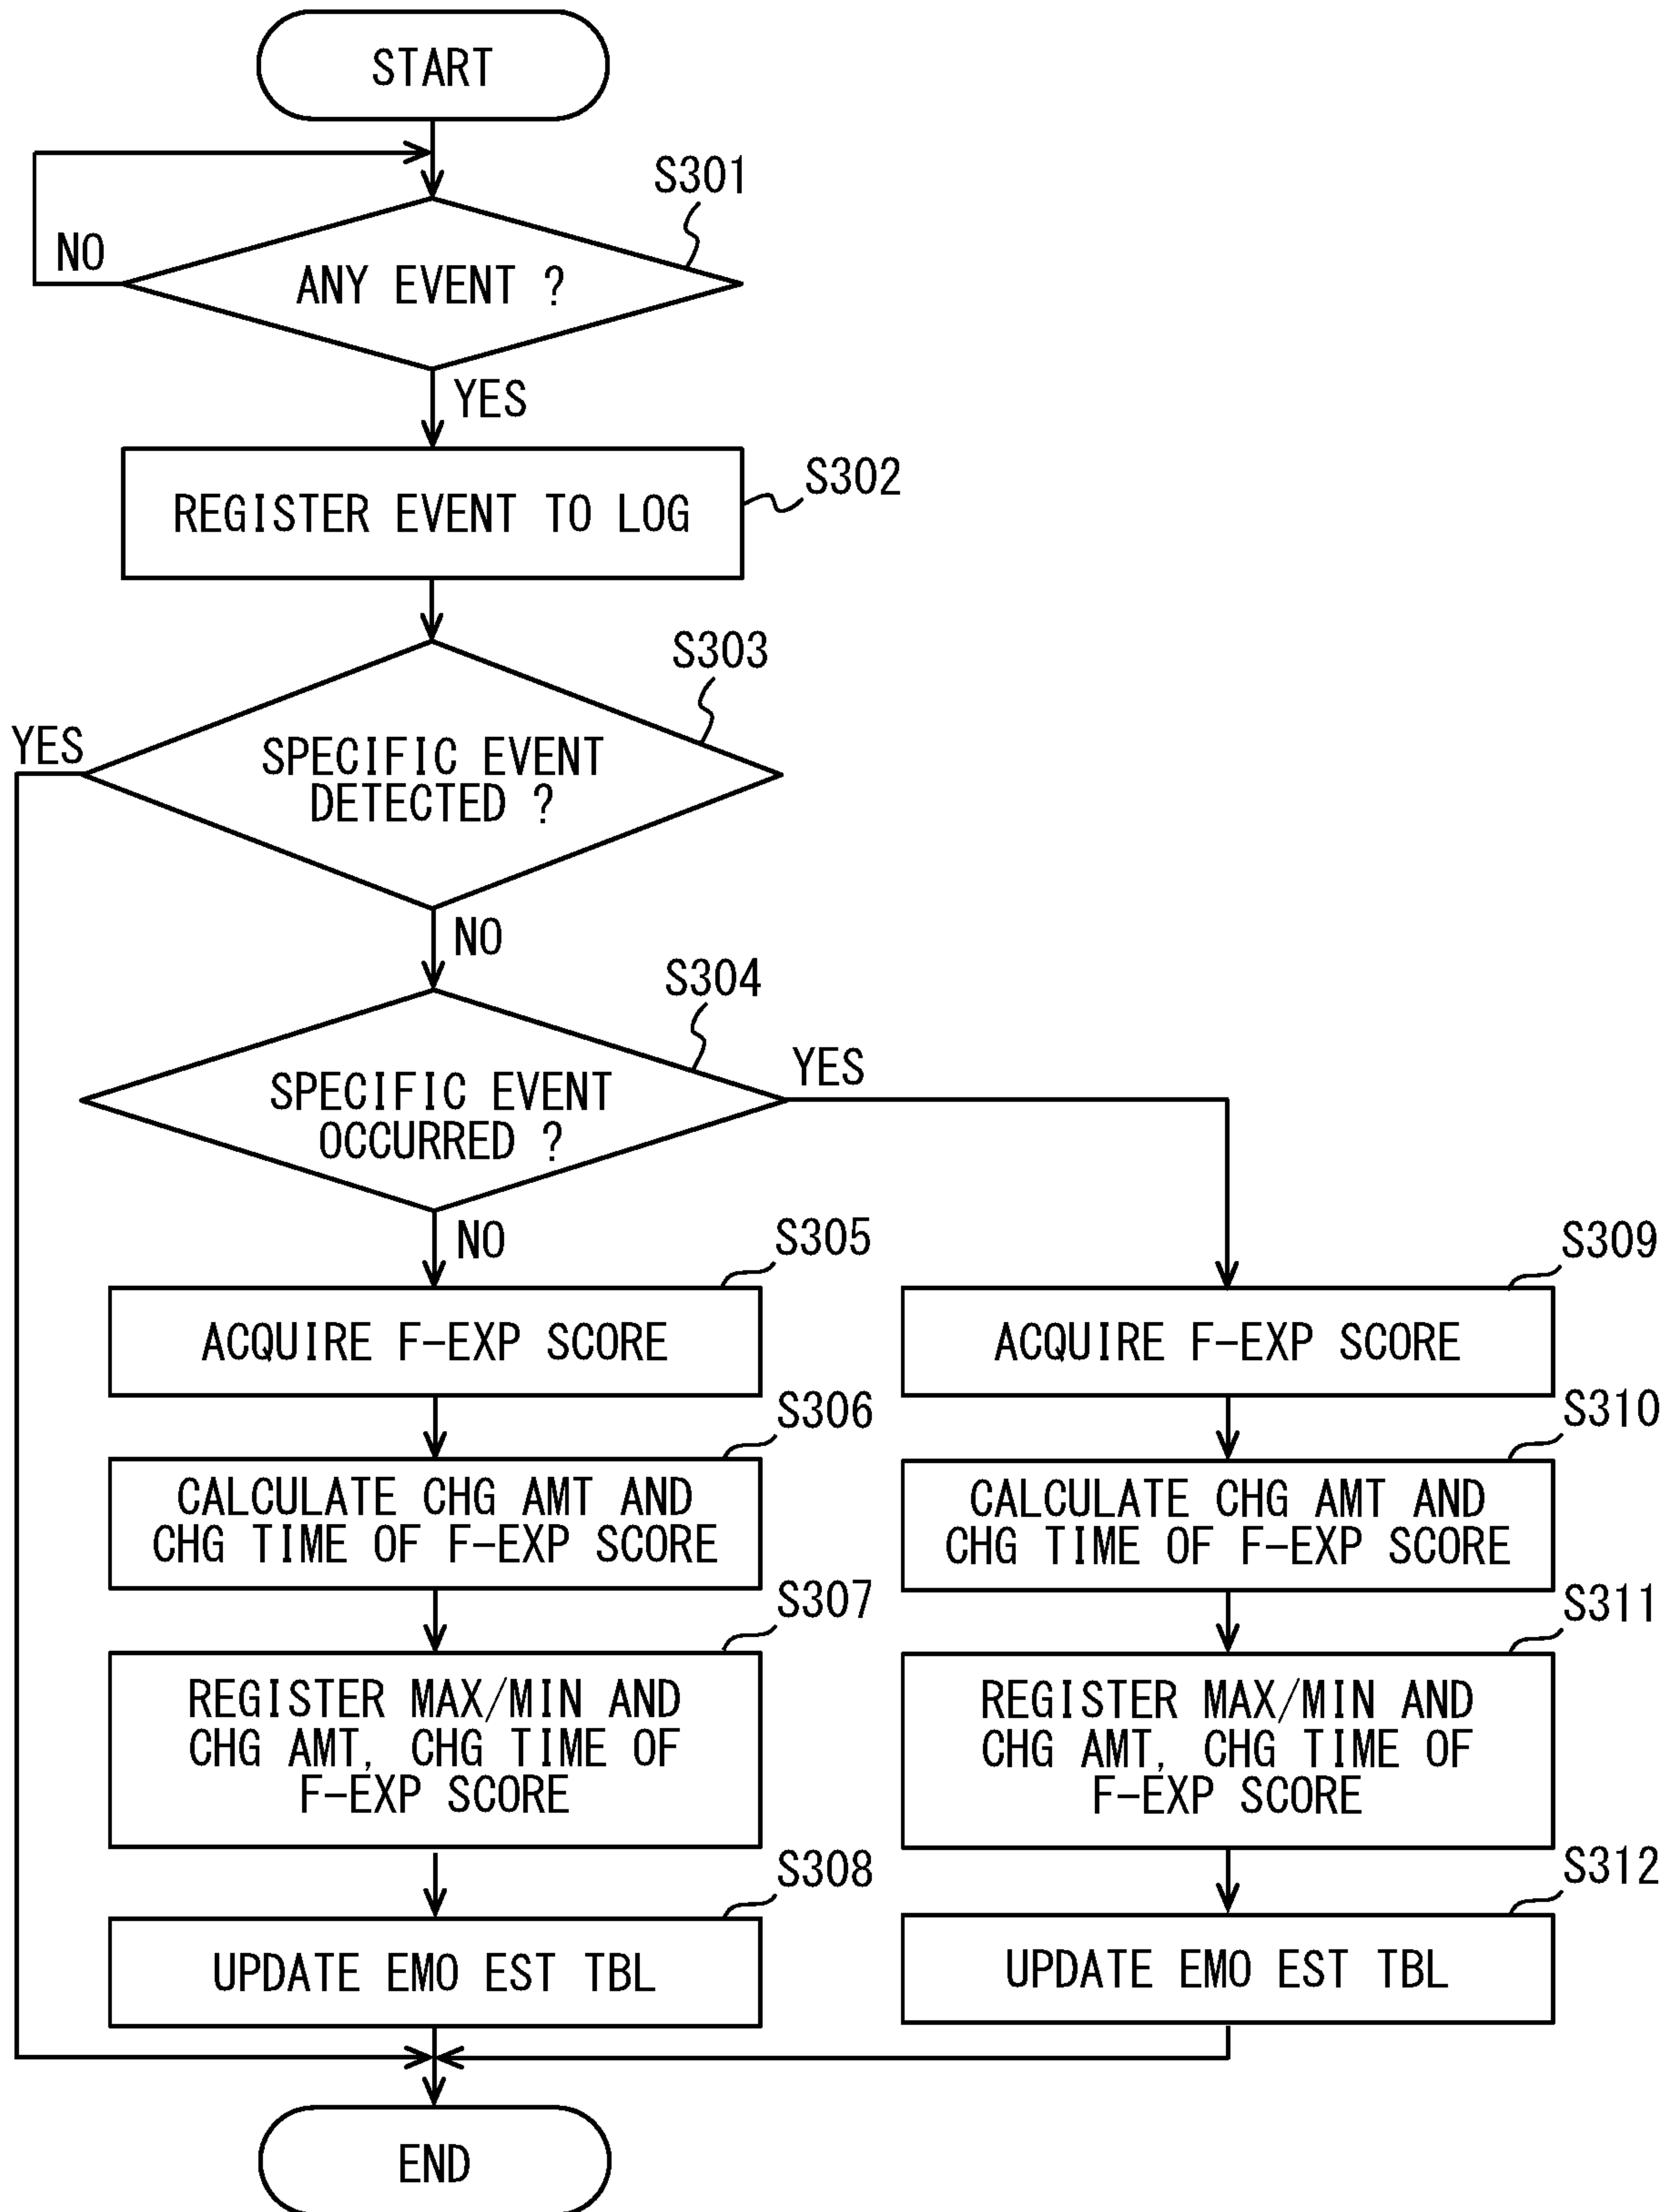 START
S301
NO
ANY EVENT ?
YES
S302
REGISTER EVENT TO LOG
S303
YES
SPECIFIC EVENT
DETECTED ?
NO
S304
YES
SPECIFIC EVENT
OCCURRED ?
NO
S305
ACQUIRE F-EXP SCORE
S306
CALCULATE CHG AMT AND
CHG TIME OF F-EXP SCORE
S307
REGISTER MAX/MIN AND
CHG AMT, CHG TIME OF
F-EXP SCORE
S308
UPDATE EMO EST TBL
S309
ACQUIRE F-EXP SCORE
S310
CALCULATE CHG AMT AND
CHG TIME OF F-EXP SCORE
S311
REGISTER MAX/MIN AND
CHG AMT, CHG TIME OF
F-EXP SCORE
S312
UPDATE EMO EST TBL
END